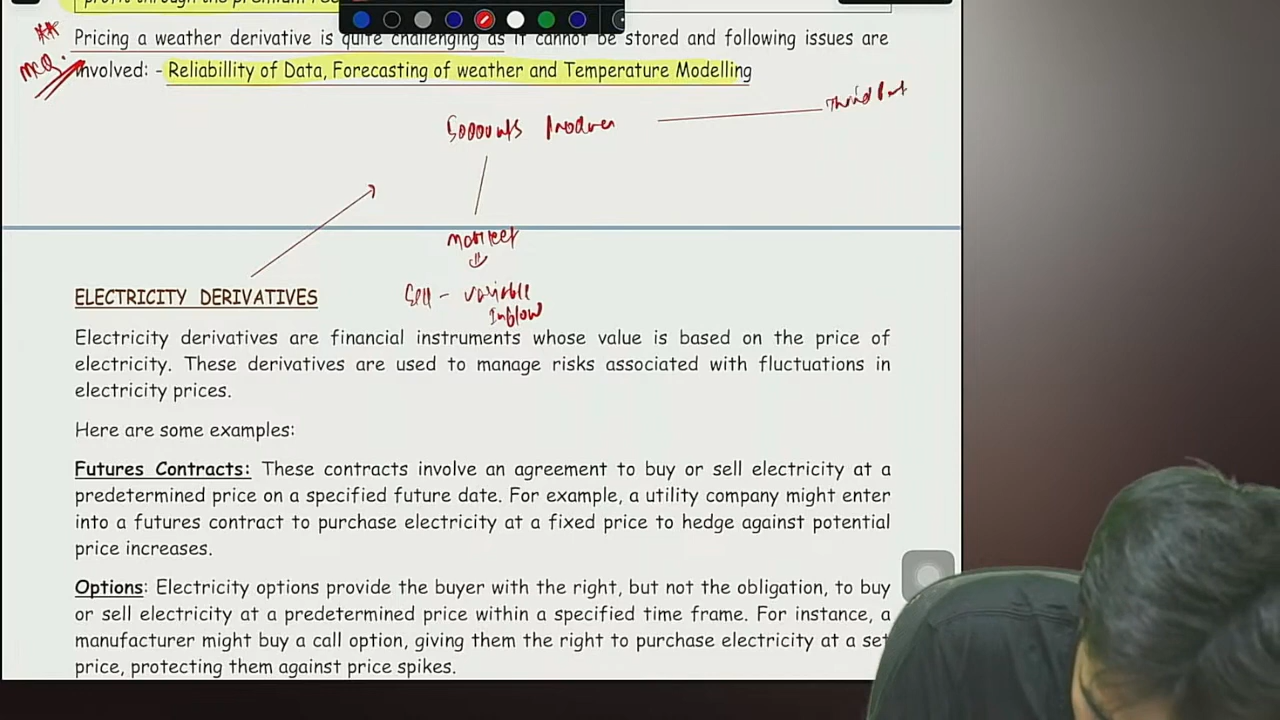 Pricing a weather derivative is quite challenging as it cannot be stored and following issues are
MCQ.
involved: - Reliabillity of Data, Forecasting of weather and Temperature Modelling
Producer
market
Sell - variable
Inflow
ELECTRICITY DERIVATIVES
Electricity derivatives are financial instruments whose value is based on the price of
electricity. These derivatives are used to manage risks associated with fluctuations in
electricity prices.
Here are some examples:
Futures Contracts: These contracts involve an agreement to buy or sell electricity at a
predetermined price on a specified future date. For example, a utility company might enter
into a futures contract to purchase electricity at a fixed price to hedge against potential
price increases.
Options: Electricity options provide the buyer with the right, but not the obligation, to buy
or sell electricity at a predetermined price within a specified time frame. For instance, a
manufacturer might buy a call option, giving them the right to purchase electricity at a set
price, protecting them against price spikes.